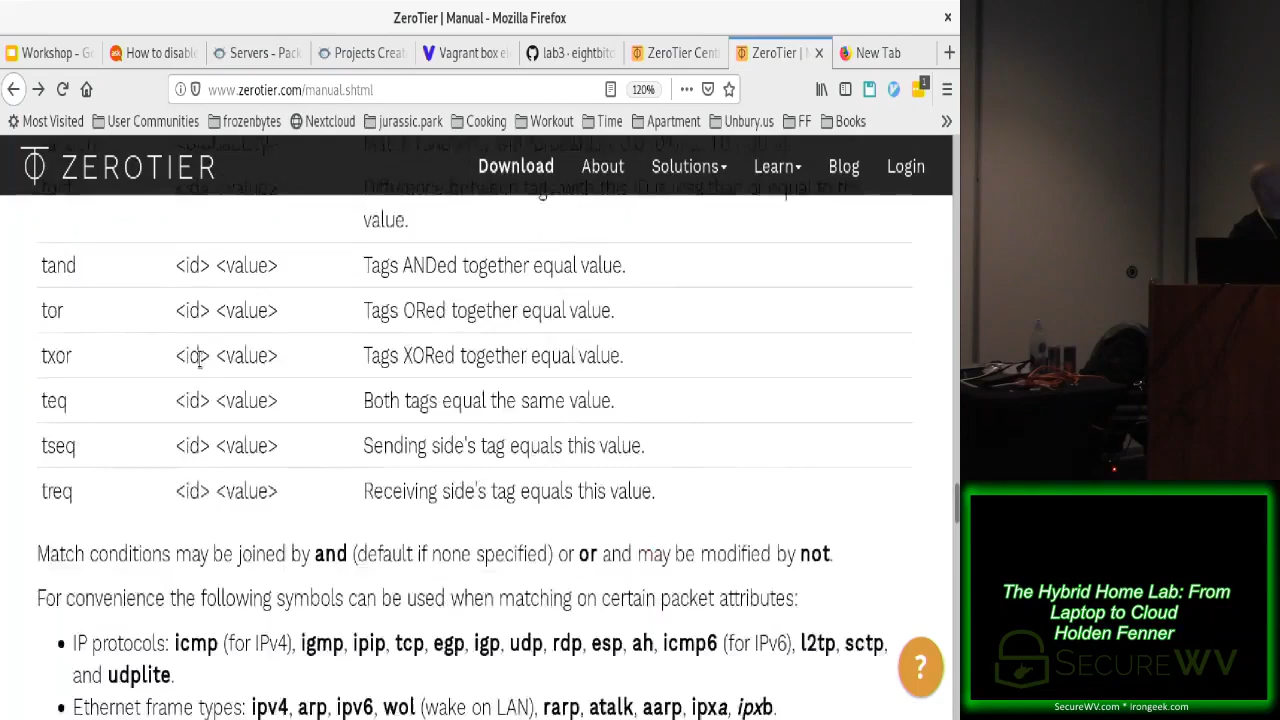 ZeroTier | Manual - Mozilla Firefox
×
Workshop - G
How to disable
Servers - Pack
Projects Creat
Vagrant box e
lab3 · eightbit
ZeroTier Cent
ZeroTier | M
New Tab
www.zerotier.com/manual.shtml
120%
1
Most Visited
User Communities
frozenbytes
Nextcloud
jurassic.park
Cooking
Workout
Time
Apartment
Unbury.us
FF
Books
ZEROTIER
Download About Solutions Learn Blog Login
value.
tand <id> <value> Tags ANDed together equal value.
tor <id> <value> Tags ORed together equal value.
txor <id> <value> Tags XORed together equal value.
teq <id> <value> Both tags equal the same value.
tseq <id> <value> Sending side's tag equals this value.
treq <id> <value> Receiving side's tag equals this value.
Match conditions may be joined by and (default if none specified) or or and may be modified by not.
For convenience the following symbols can be used when matching on certain packet attributes:
• IP protocols: icmp (for IPv4), igmp, ipip, tcp, egp, igp, udp, rdp, esp, ah, icmp6 (for IPv6), l2tp, sctp,
and udplite.
• Ethernet frame types: ipv4, arp, ipv6, wol (wake on LAN), rarp, atalk, aarp, ipxa, ipxb.
?
The Hybrid Home Lab: From
Laptop to Cloud
Holden Fenner
SECUREWV
SecureWV.com * irongeek.com